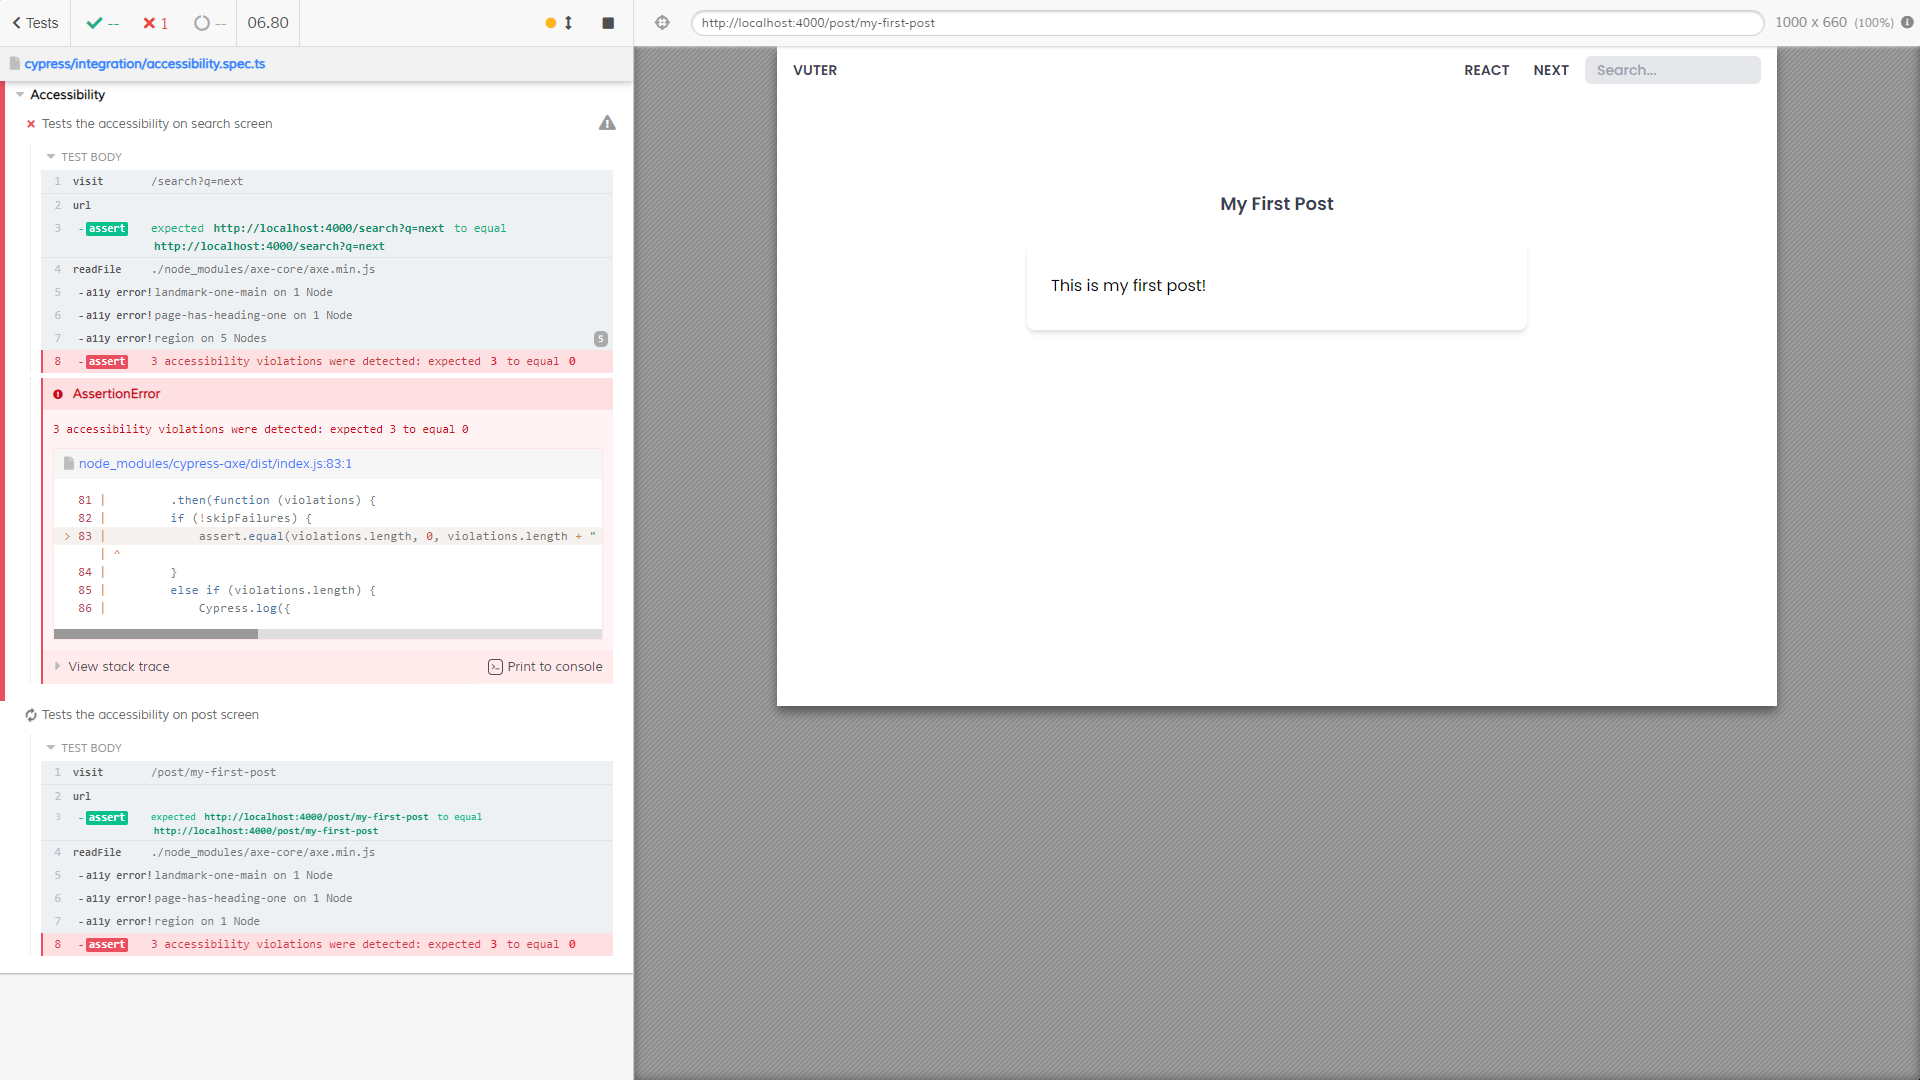 Tests
--
1
--
06.80
http://localhost:4000/post/my-first-post
1000 x 660 (100%)
cypress/integration/accessibility.spec.ts
Accessibility
Tests the accessibility on search screen
TEST BODY
1 visit /search?q=next
2 url
3 -assert expected http://localhost:4000/search?q=next to equal
http://localhost:4000/search?q=next
4 readFile ./node_modules/axe-core/axe.min.js
5 -a11y error! landmark-one-main on 1 Node
6 -a11y error! page-has-heading-one on 1 Node
7 -a11y error! region on 5 Nodes 5
8 -assert 3 accessibility violations were detected: expected 3 to equal 0
AssertionError
3 accessibility violations were detected: expected 3 to equal 0
node_modules/cypress-axe/dist/index.js:83:1
81 | .then(function (violations) {
82 | if (!skipFailures) {
> 83 | assert.equal(violations.length, 0, violations.length + "
| ^
84 | }
85 | else if (violations.length) {
86 | Cypress.log({
View stack trace
Print to console
Tests the accessibility on post screen
TEST BODY
1 visit /post/my-first-post
2 url
3 -assert expected http://localhost:4000/post/my-first-post to equal
http://localhost:4000/post/my-first-post
4 readFile ./node_modules/axe-core/axe.min.js
5 -a11y error! landmark-one-main on 1 Node
6 -a11y error! page-has-heading-one on 1 Node
7 -a11y error! region on 1 Node
8 -assert 3 accessibility violations were detected: expected 3 to equal 0
VUTER
REACT
NEXT
Search...
My First Post
This is my first post!